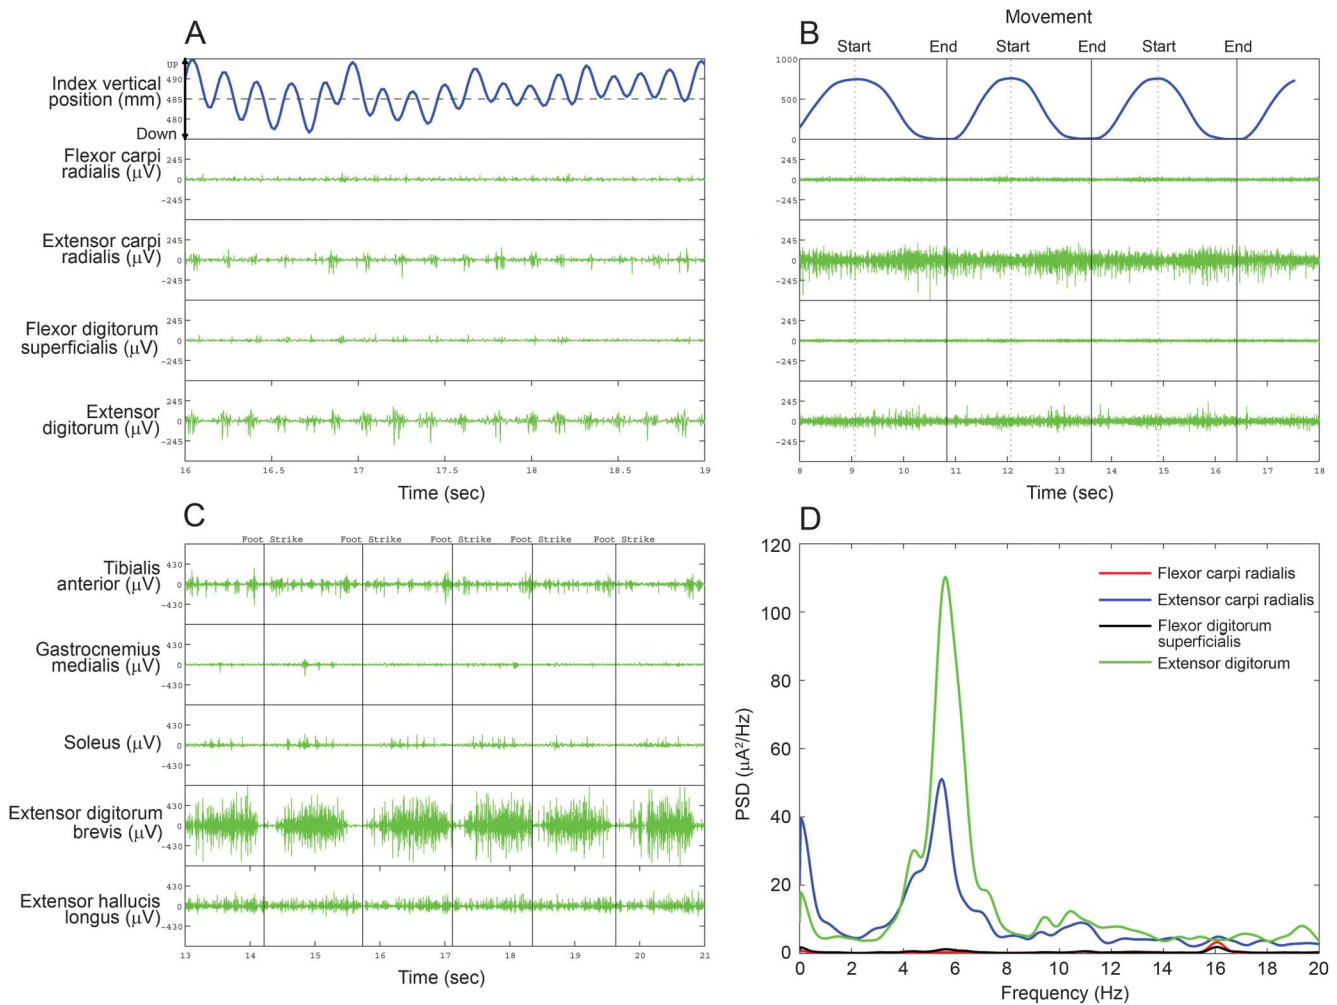 A
UP
Index vertical
position (mm)
490
485
480
Down
Flexor carpi
radialis (µV)
245
0
-245
Extensor carpi
radialis (µV)
245
0
-245
Flexor digitorum
superficialis (µV)
245
0
-245
Extensor
digitorum (µV)
245
0
-245
16 16.5 17 17.5 18 18.5 19
Time (sec)
B
Movement
Start End Start End Start End
1000
500
0
245
0
-245
245
0
-245
245
0
-245
245
0
-245
8 9 10 11 12 13 14 15 16 17 18
Time (sec)
C
Foot Strike Foot Strike Foot Strike Foot Strike Foot Strike
Tibialis
anterior (µV)
430
0
-430
Gastrocnemius
medialis (µV)
430
0
-430
Soleus (µV)
430
0
-430
Extensor digitorum
brevis (µV)
430
0
-430
Extensor hallucis
longus (µV)
430
0
-430
13 14 15 16 17 18 19 20 21
Time (sec)
D
120
100
80
60
40
20
0
PSD (µA²/Hz)
Flexor carpi radialis
Extensor carpi radialis
Flexor digitorum
superficialis
Extensor digitorum
0 2 4 6 8 10 12 14 16 18 20
Frequency (Hz)